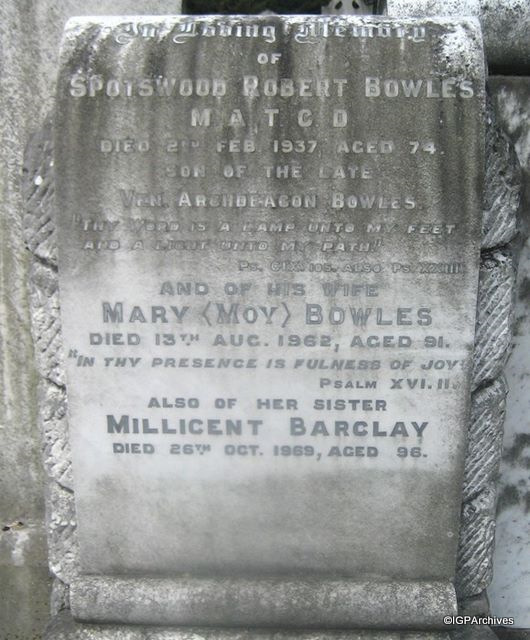 In Loving Memory
OF
SPOTSWOOD ROBERT BOWLES
M A T C D
DIED 2ND FEB. 1937, AGED 74.
SON OF THE LATE
VEN. ARCHDEACON BOWLES.
"THY WORD IS A LAMP UNTO MY FEET
AND A LIGHT UNTO MY PATH."
PS. CIX. 105. ALSO PS. XXIII
AND OF HIS WIFE
MARY (MOY) BOWLES
DIED 13TH AUG. 1962, AGED 91.
"IN THY PRESENCE IS FULNESS OF JOY"
PSALM XVI. II.
ALSO OF HER SISTER
MILLICENT BARCLAY
DIED 26TH OCT. 1969, AGED 96.
©IGPArchives